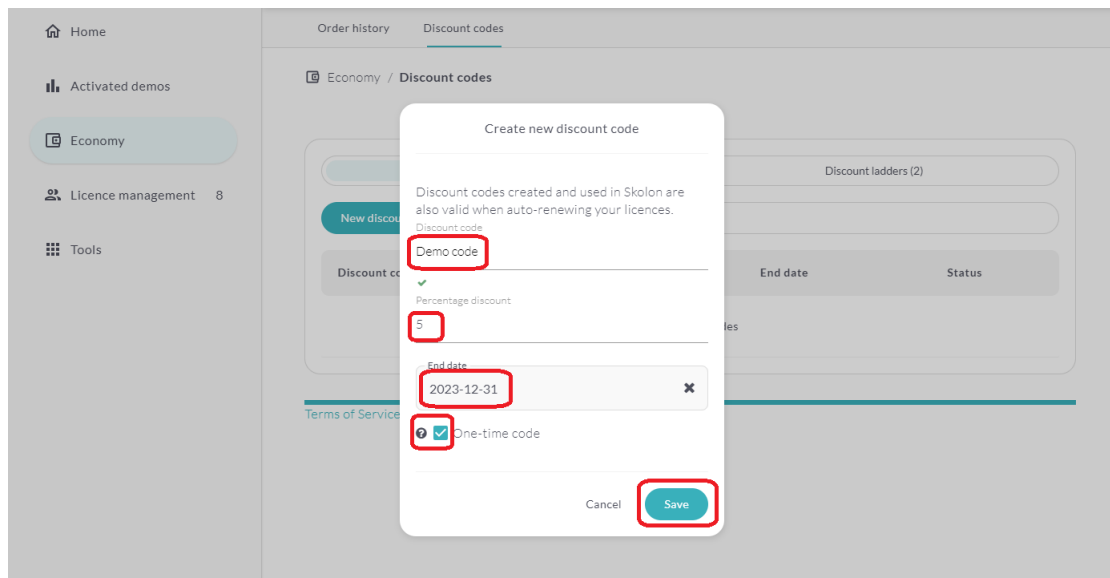 Home
Activated demos
Economy
Licence management 8
Tools
Order history Discount codes
Economy / Discount codes
Discount ladders (2)
New discou
Discount co End date Status
des
Terms of Service
Create new discount code
Discount codes created and used in Skolon are
also valid when auto-renewing your licences.
Discount code
Demo code
Percentage discount
5
End date
2023-12-31
One-time code
Cancel Save